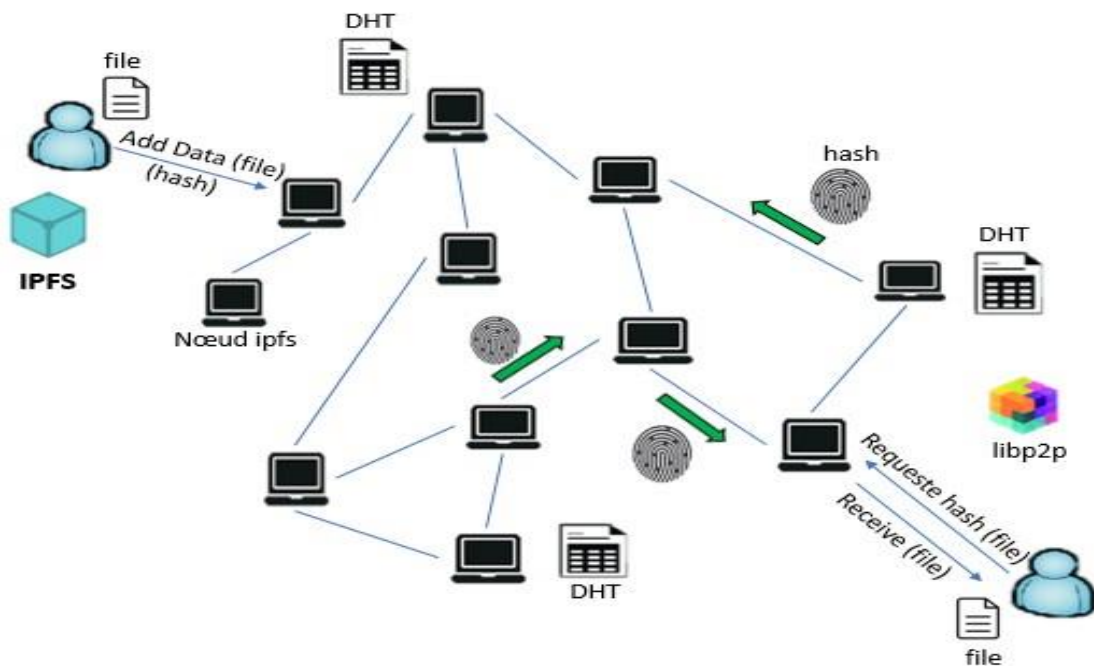 DHT
file
Add Data (file)
(hash)
IPFS
Nœud ipfs
hash
DHT
libp2p
Requeste hash (file)
Receive (file)
DHT
file